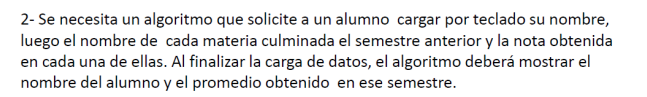 2- Se necesita un algoritmo que solicite a un alumno  cargar por teclado su nombre,
luego el nombre de  cada materia culminada el semestre anterior y la nota obtenida
en cada una de ellas. Al finalizar la carga de datos, el algoritmo deberá mostrar el
nombre del alumno y el promedio obtenido  en ese semestre.